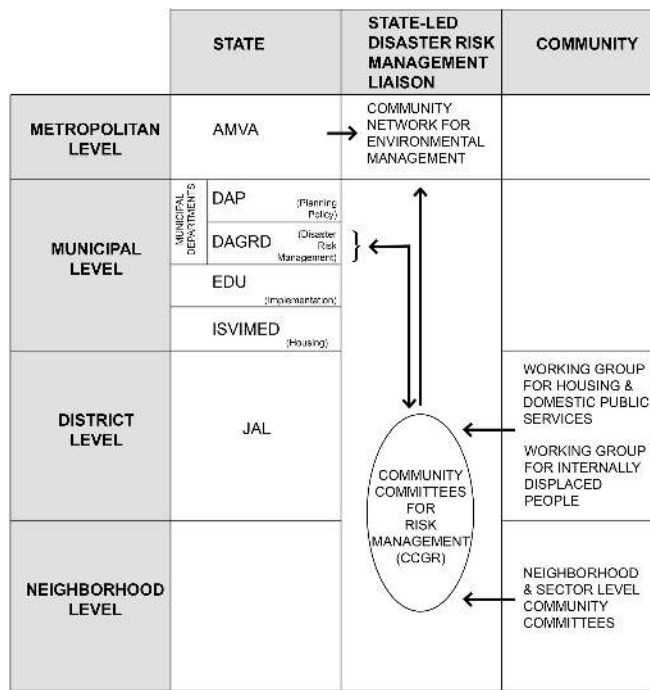 STATE
STATE-LED
DISASTER RISK
MANAGEMENT
LIAISON
COMMUNITY
METROPOLITAN
LEVEL
AMVA
COMMUNITY
NETWORK FOR
ENVIRONMENTAL
MANAGEMENT
MUNICIPAL
LEVEL
MUNICIPAL
DEPARTMENTS
DAP
(Planning
Policy)
DAGRD
(Disaster
Risk
Management)
EDU
(Implementation)
ISVIMED
(Housing)
DISTRICT
LEVEL
JAL
WORKING GROUP
FOR HOUSING &
DOMESTIC PUBLIC
SERVICES
WORKING GROUP
FOR INTERNALLY
DISPLACED
PEOPLE
COMMUNITY
COMMITTEES
FOR
RISK
MANAGEMENT
(CCGR)
NEIGHBORHOOD
LEVEL
NEIGHBORHOOD
& SECTOR LEVEL
COMMUNITY
COMMITTEES